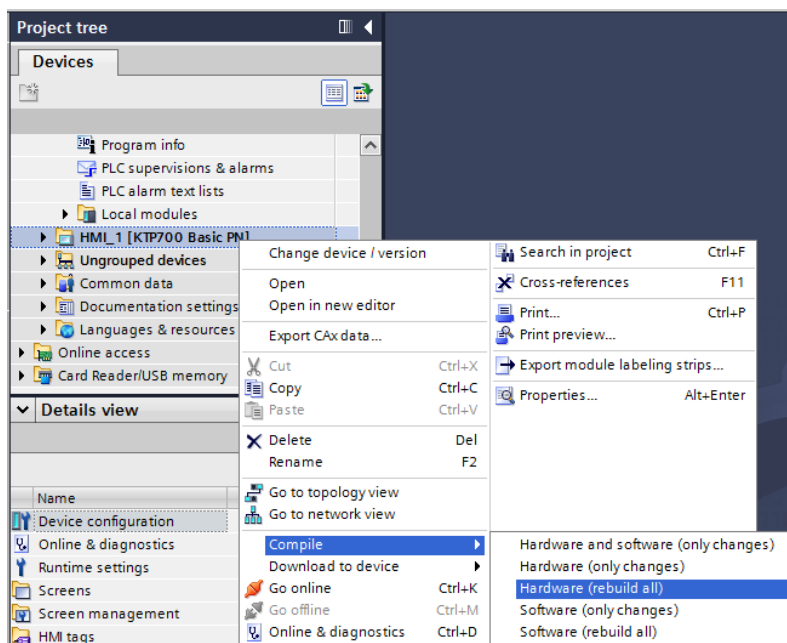 Project tree
Devices
Program info
PLC supervisions & alarms
PLC alarm text lists
Local modules
HMI_1 [KTP700 Basic PN]
Ungrouped devices
Common data
Documentation settings
Languages & resources
Online access
Card Reader/USB memory
Details view
Name
Device configuration
Online & diagnostics
Runtime settings
Screens
Screen management
HMI tags
Change device / version
Open
Open in new editor
Export CAx data...
Cut Ctrl+X
Copy Ctrl+C
Paste Ctrl+V
Delete Del
Rename F2
Go to topology view
Go to network view
Compile
Download to device
Go online Ctrl+K
Go offline Ctrl+M
Online & diagnostics Ctrl+D
Search in project Ctrl+F
Cross-references F11
Print... Ctrl+P
Print preview...
Export module labeling strips...
Properties... Alt+Enter
Hardware and software (only changes)
Hardware (only changes)
Hardware (rebuild all)
Software (only changes)
Software (rebuild all)